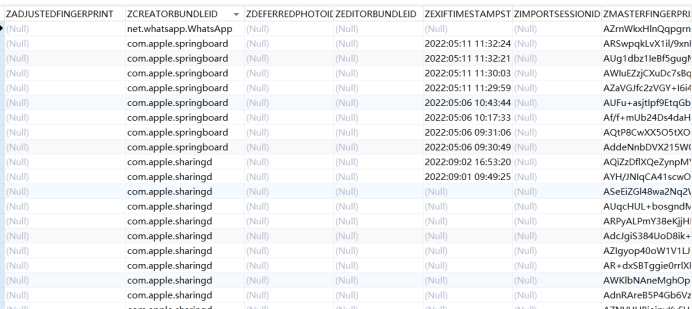 ZADJUSTEDFINGERPRINT ZCREATORBUNDLEID ZDEFERREDPHOTOID ZEDITORBUNDLEID ZEXIFTIMESTAMPST ZIMPORTSESSIONID ZMASTERFINGERPRI
(Null) net.whatsapp.WhatsApp (Null) (Null) (Null) (Null) AZrnWkxHlnQqpgrn
(Null) com.apple.springboard (Null) (Null) 2022:05:11 11:32:24 (Null) ARSwpqkLvX1il/9xnl
(Null) com.apple.springboard (Null) (Null) 2022:05:11 11:32:21 (Null) AUg1dbz1IeBf5gugN
(Null) com.apple.springboard (Null) (Null) 2022:05:11 11:30:03 (Null) AWIuEZzjCXuDc7sBq
(Null) com.apple.springboard (Null) (Null) 2022:05:11 11:29:59 (Null) AZaVGJfc2zVGY+I6i4
(Null) com.apple.springboard (Null) (Null) 2022:05:06 10:43:44 (Null) AUFu+asjtIpf9EtqGb
(Null) com.apple.springboard (Null) (Null) 2022:05:06 10:17:33 (Null) Af/f+mUb24Ds4daH
(Null) com.apple.springboard (Null) (Null) 2022:05:06 09:31:06 (Null) AQtP8CwXX5O5tXO
(Null) com.apple.springboard (Null) (Null) 2022:05:06 09:30:49 (Null) AddeNnbDVX215WC
(Null) com.apple.sharingd (Null) (Null) 2022:09:02 16:53:20 (Null) AQiZzDflXQeZynpMY
(Null) com.apple.sharingd (Null) (Null) 2022:09:01 09:49:25 (Null) AYH/JNIqCA41scwO
(Null) com.apple.sharingd (Null) (Null) (Null) (Null) ASeEiZGl48wa2Nq2V
(Null) com.apple.sharingd (Null) (Null) (Null) (Null) AUqcHUL+bosgndM
(Null) com.apple.sharingd (Null) (Null) (Null) (Null) ARPyALPmY38eKjjH
(Null) com.apple.sharingd (Null) (Null) (Null) (Null) AdcJgiS384UoD8ik+
(Null) com.apple.sharingd (Null) (Null) (Null) (Null) AZlgyop40oW1V1LJ
(Null) com.apple.sharingd (Null) (Null) (Null) (Null) AR+dxSBTggie0rrlXI
(Null) com.apple.sharingd (Null) (Null) (Null) (Null) AWKlbNAneMghOp
(Null) com.apple.sharingd (Null) (Null) (Null) (Null) AdnRAreB5P4Gb6Vz
(Null) com.apple.sharingd (Null) (Null) (Null) (Null)